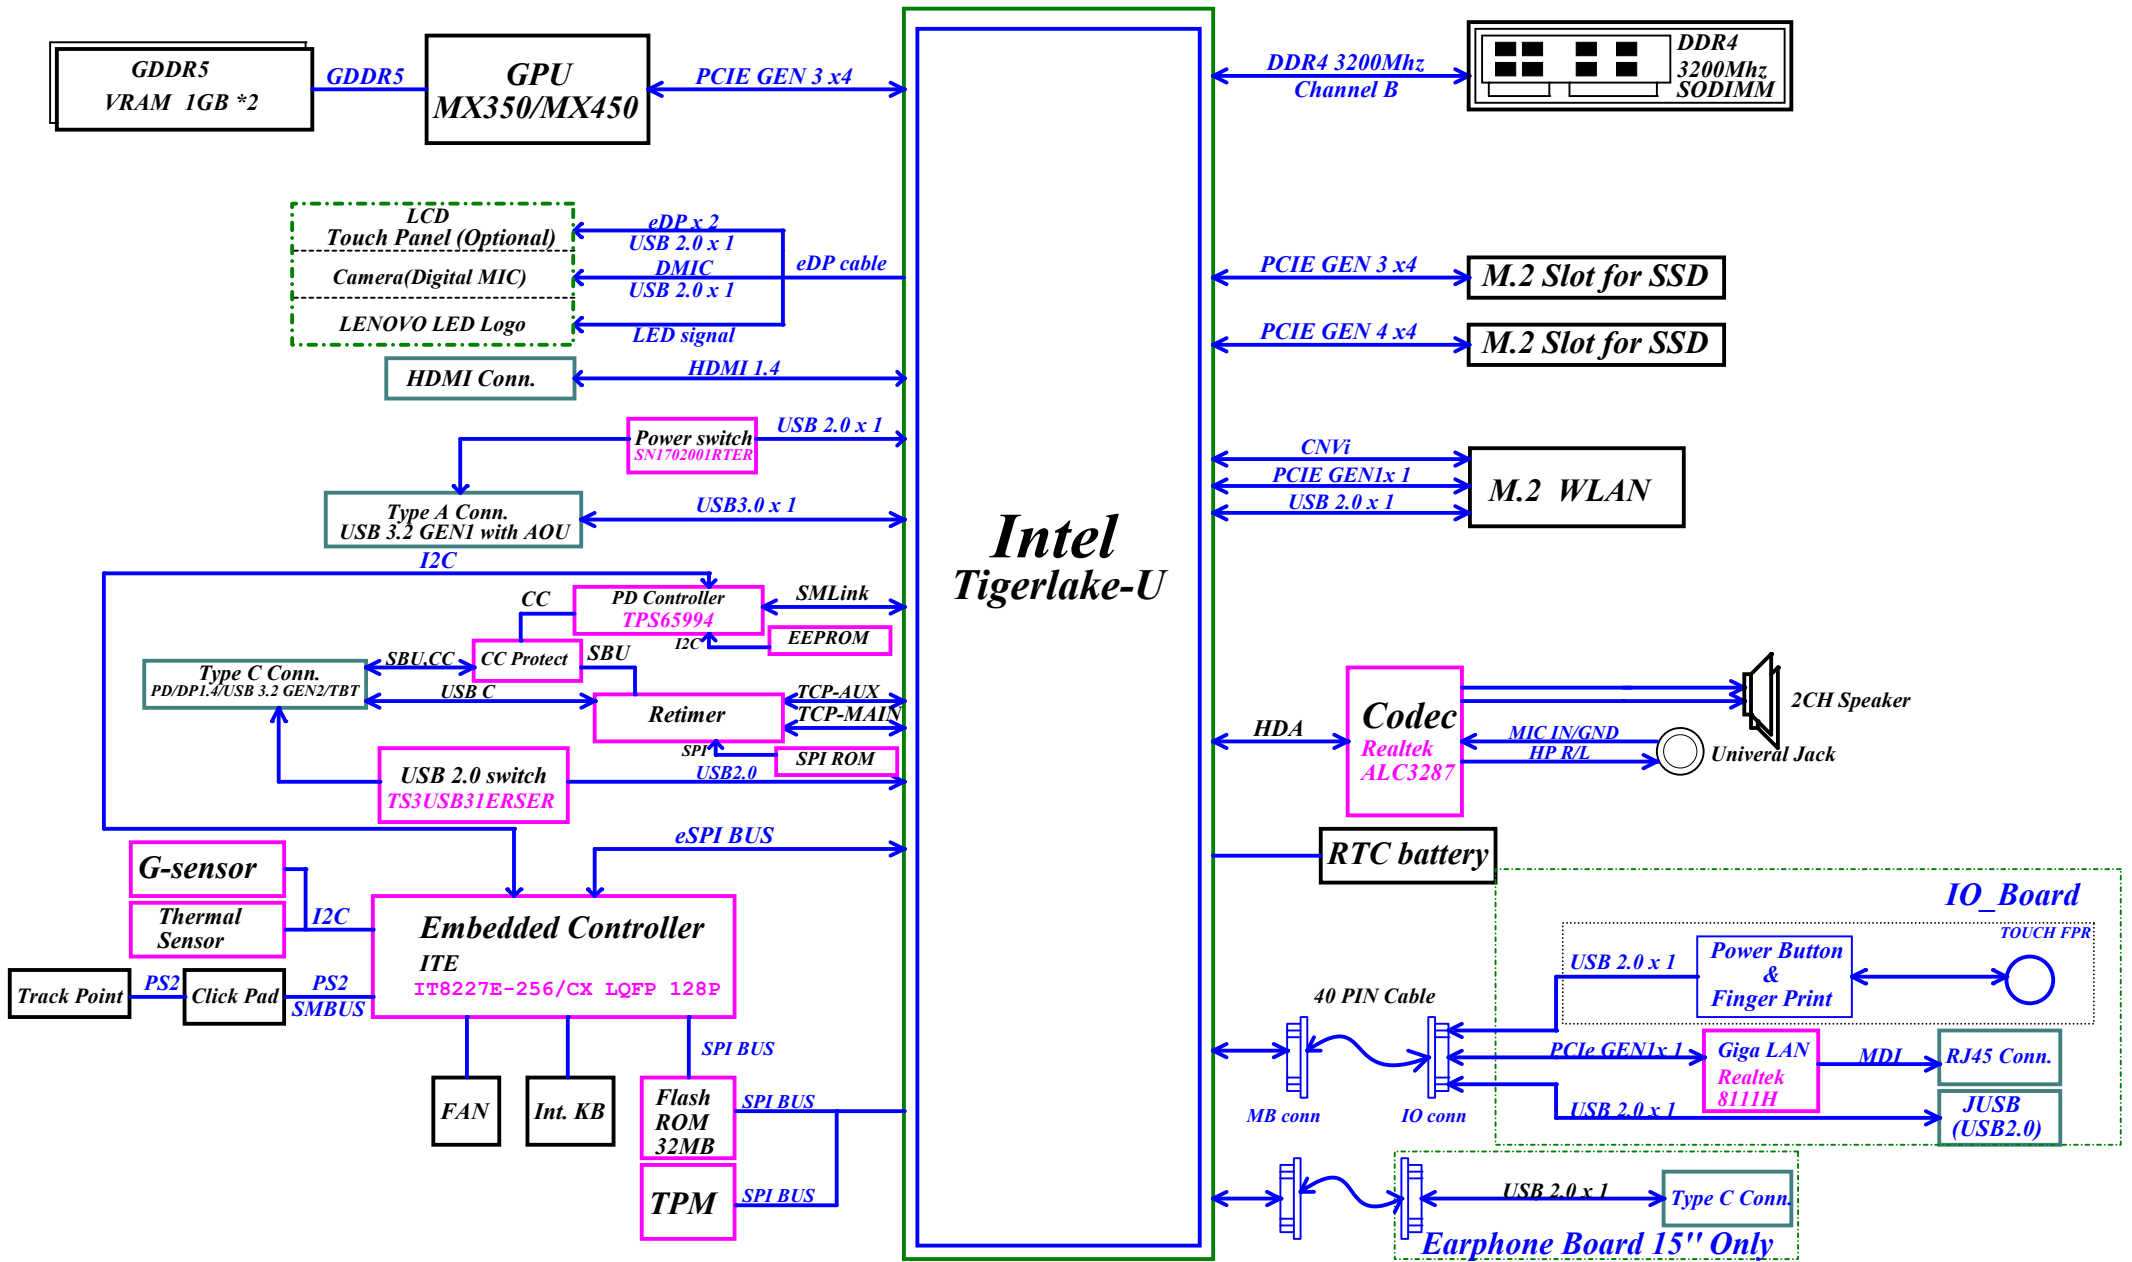 GDDR5
VRAM 1GB *2
GDDR5
GPU
MX350/MX450
PCIE GEN 3 x4
DDR4 3200Mhz
Channel B
DDR4
3200Mhz
SODIMM
LCD
Touch Panel (Optional)
Camera(Digital MIC)
LENOVO LED Logo
eDP x 2
USB 2.0 x 1
DMIC
USB 2.0 x 1
LED signal
eDP cable
HDMI Conn.
HDMI 1.4
PCIE GEN 3 x4
M.2 Slot for SSD
PCIE GEN 4 x4
M.2 Slot for SSD
Power switch
SN1702001RTER
USB 2.0 x 1
Type A Conn.
USB 3.2 GEN1 with AOU
USB3.0 x 1
CNVi
PCIE GEN1x 1
USB 2.0 x 1
M.2 WLAN
Intel
Tigerlake-U
I2C
PD Controller
TPS65994
CC
SMLink
I2C
EEPROM
CC Protect
SBU
SBU,CC
Type C Conn.
PD/DP1.4/USB 3.2 GEN2/TBT
USB C
Retimer
TCP-AUX
TCP-MAIN
SPI
SPI ROM
USB 2.0 switch
TS3USB31ERSER
USB2.0
HDA
Codec
Realtek
ALC3287
2CH Speaker
MIC IN/GND
HP R/L
Univeral Jack
eSPI BUS
RTC battery
G-sensor
Thermal
Sensor
I2C
Embedded Controller
ITE
IT8227E-256/CX LQFP 128P
Track Point
PS2
Click Pad
PS2
SMBUS
SPI BUS
FAN
Int. KB
Flash
ROM
32MB
SPI BUS
TPM
SPI BUS
IO_Board
TOUCH FPR
USB 2.0 x 1
Power Button
&
Finger Print
40 PIN Cable
MB conn
IO conn
PCIe GEN1x 1
Giga LAN
Realtek
8111H
MDI
RJ45 Conn.
USB 2.0 x 1
JUSB
(USB2.0)
USB 2.0 x 1
Type C Conn.
Earphone Board 15" Only